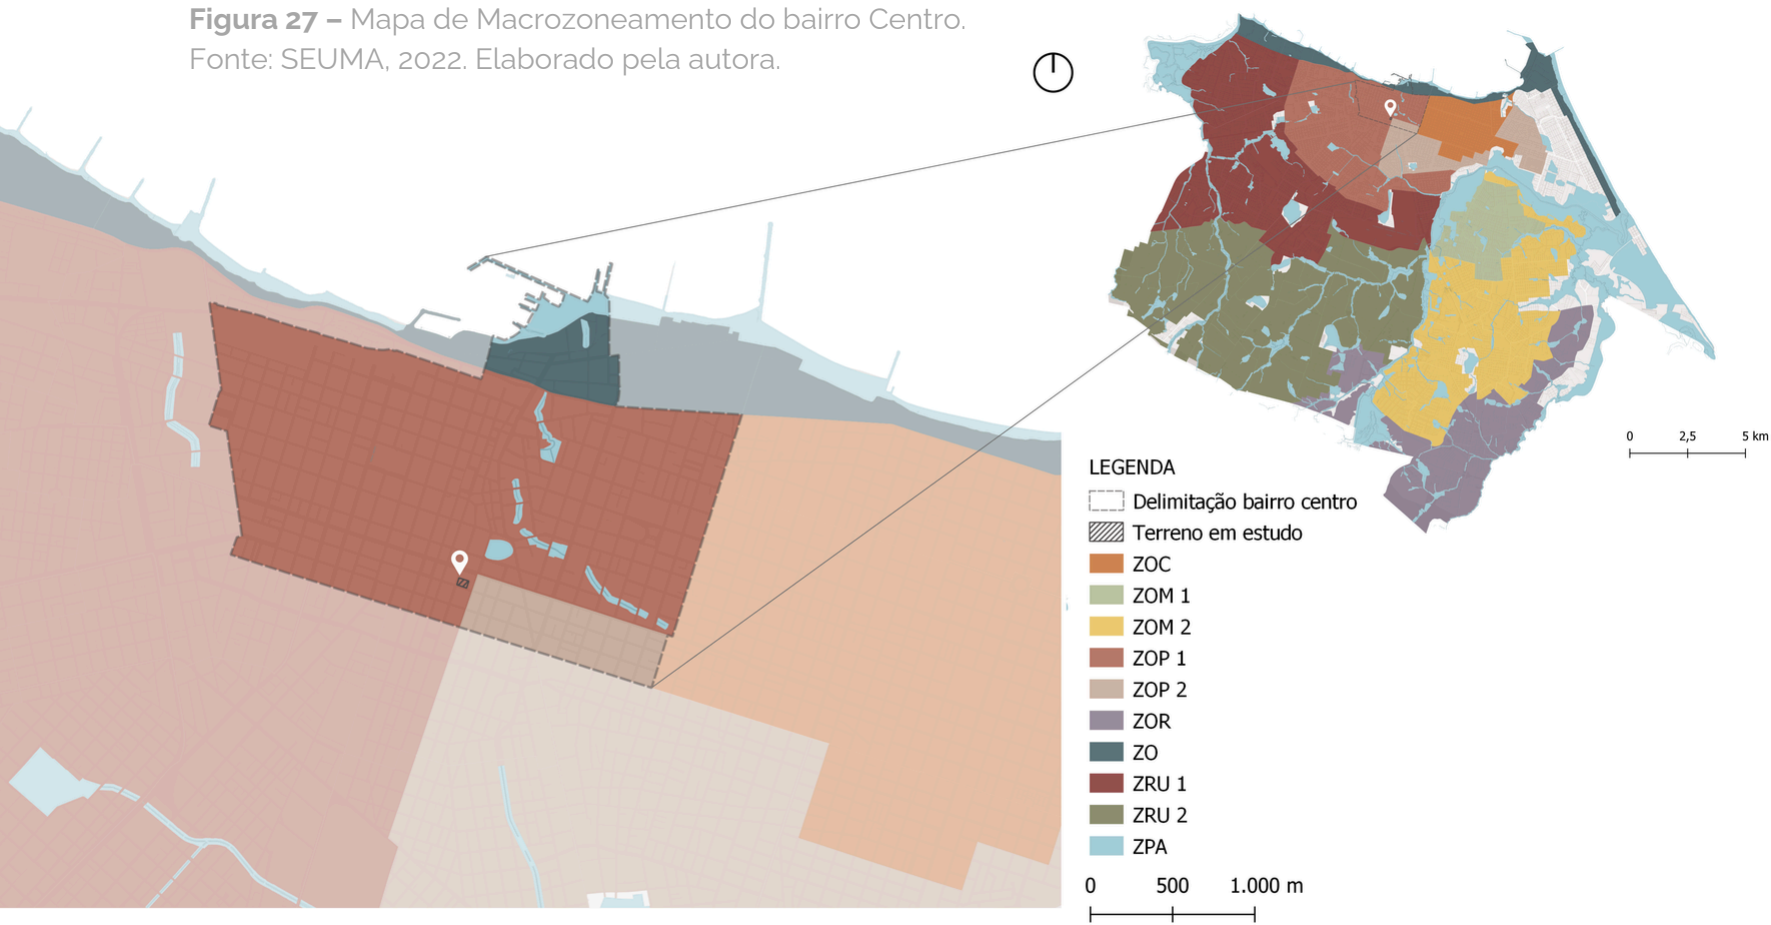 Figura 27 – Mapa de Macrozoneamento do bairro Centro.
Fonte: SEUMA, 2022. Elaborado pela autora.
0 2,5 5 km
LEGENDA
Delimitação bairro centro
Terreno em estudo
ZOC
ZOM 1
ZOM 2
ZOP 1
ZOP 2
ZOR
ZO
ZRU 1
ZRU 2
ZPA
0 500 1.000 m